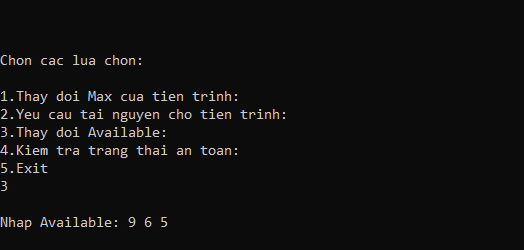 Chon cac lua chon:
1.Thay doi Max cua tien trinh:
2.Yeu cau tai nguyen cho tien trinh:
3.Thay doi Available:
4.Kiem tra trang thai an toan:
5.Exit
3
Nhap Available: 9 6 5